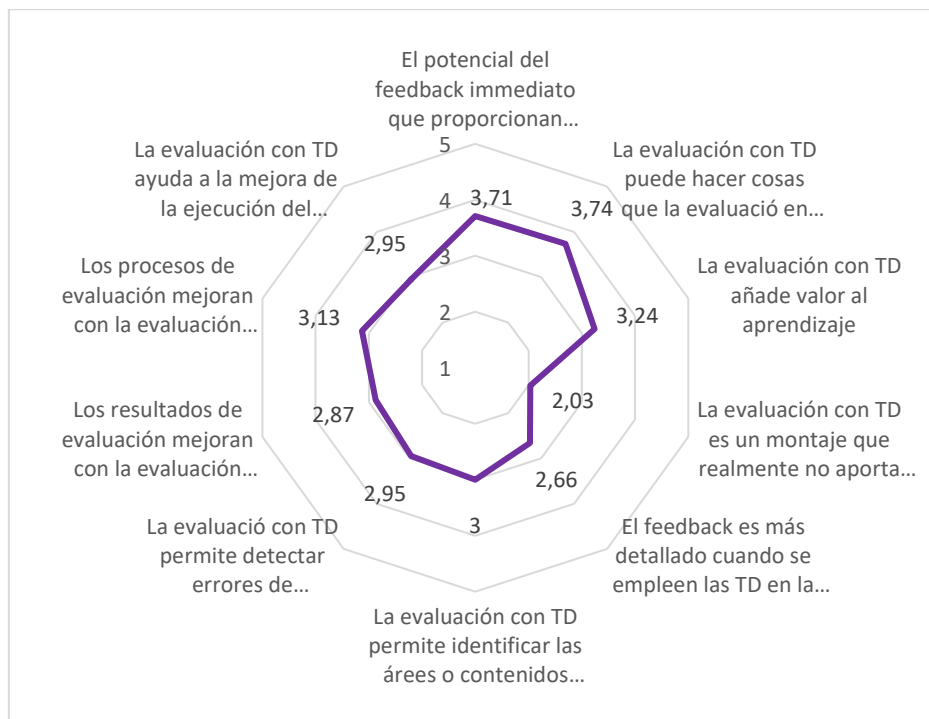 El potencial del
feedback immediato
que proporcionan...
La evaluación con TD
puede hacer cosas
que la evaluació en...
La evaluación con TD
añade valor al
aprendizaje
La evaluación con TD
es un montaje que
realmente no aporta...
El feedback es más
detallado cuando se
empleen las TD en la...
La evaluación con TD
permite identificar las
árees o contenidos...
La evaluació con TD
permite detectar
errores de...
Los resultados de
evaluación mejoran
con la evaluación...
Los procesos de
evaluación mejoran
con la evaluación...
La evaluación con TD
ayuda a la mejora de
la ejecución del...
5
4
3
2
1
3,71
3,74
3,24
2,03
2,66
3
2,95
2,87
3,13
2,95